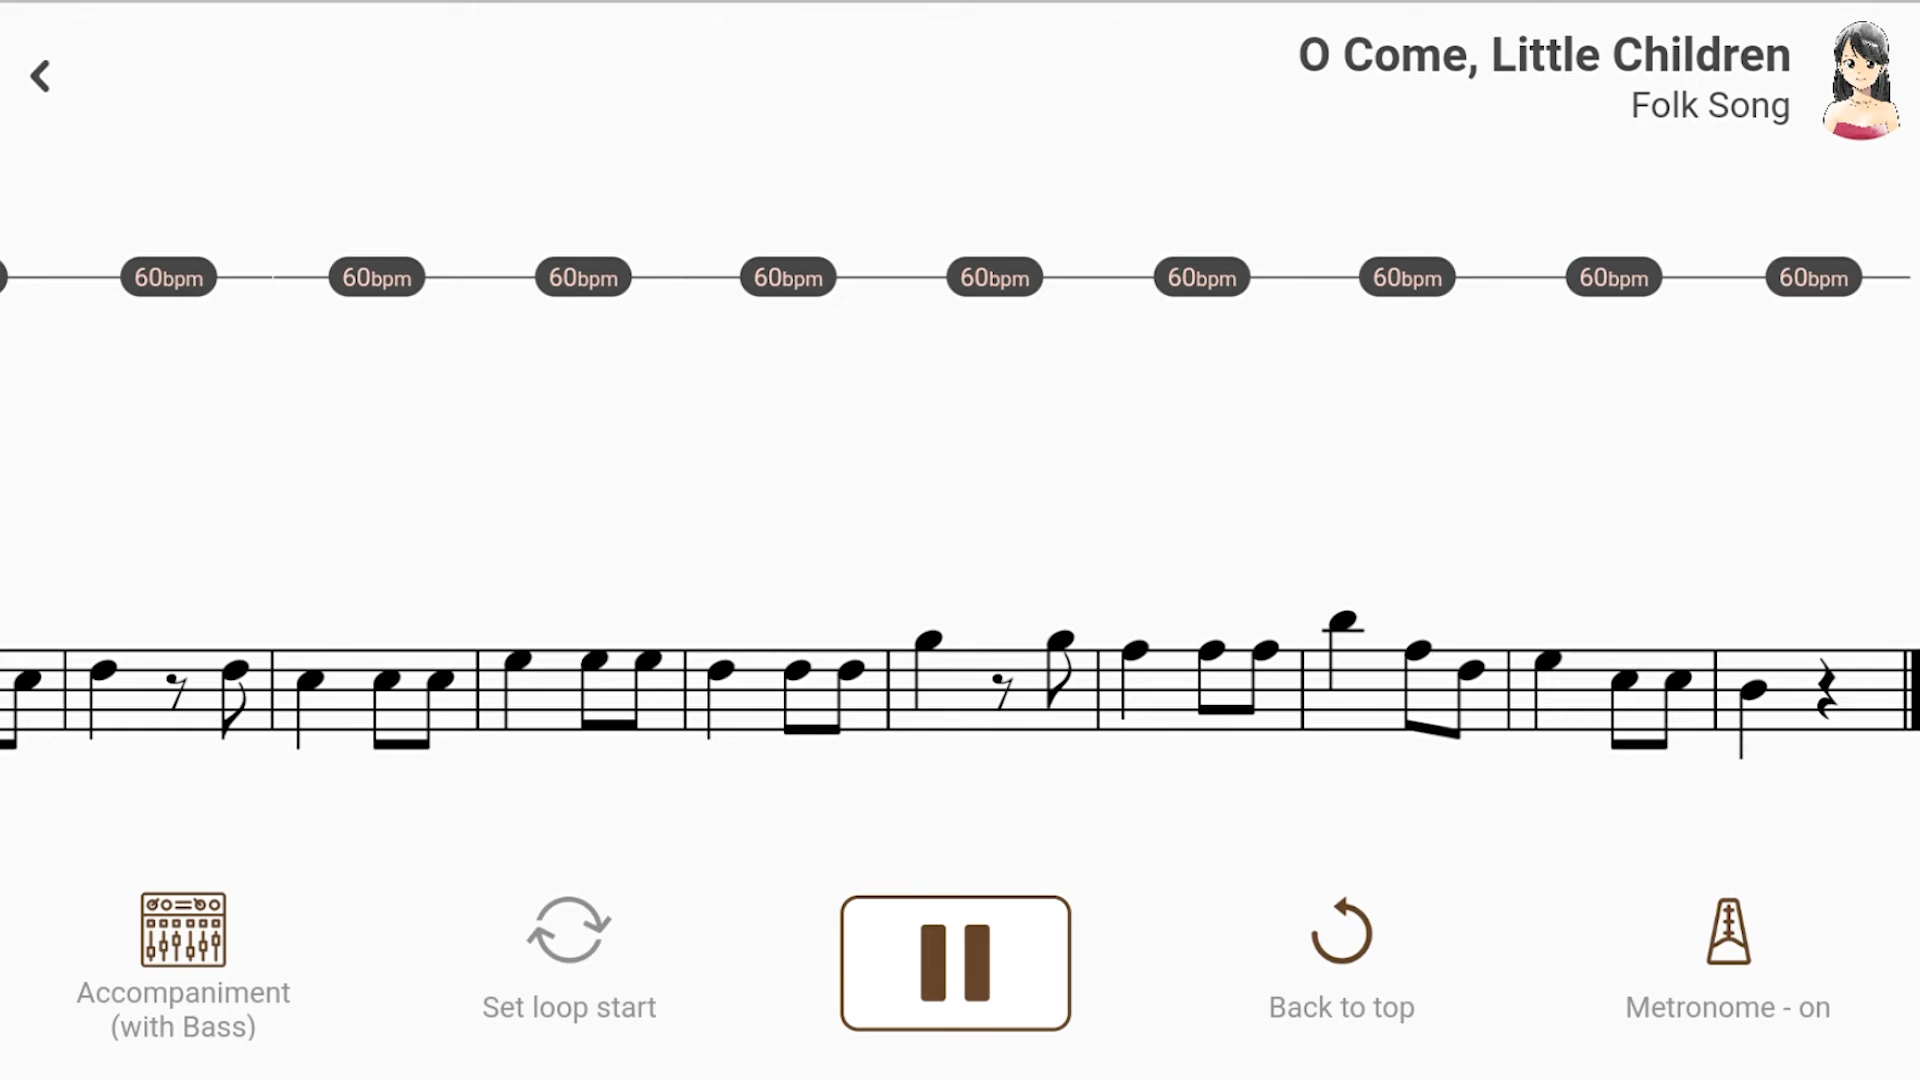 O Come, Little Children
Folk Song
60bpm 60bpm 60bpm 60bpm 60bpm 60bpm 60bpm 60bpm 60bpm
Accompaniment
(with Bass)
Set loop start
Back to top
Metronome - on